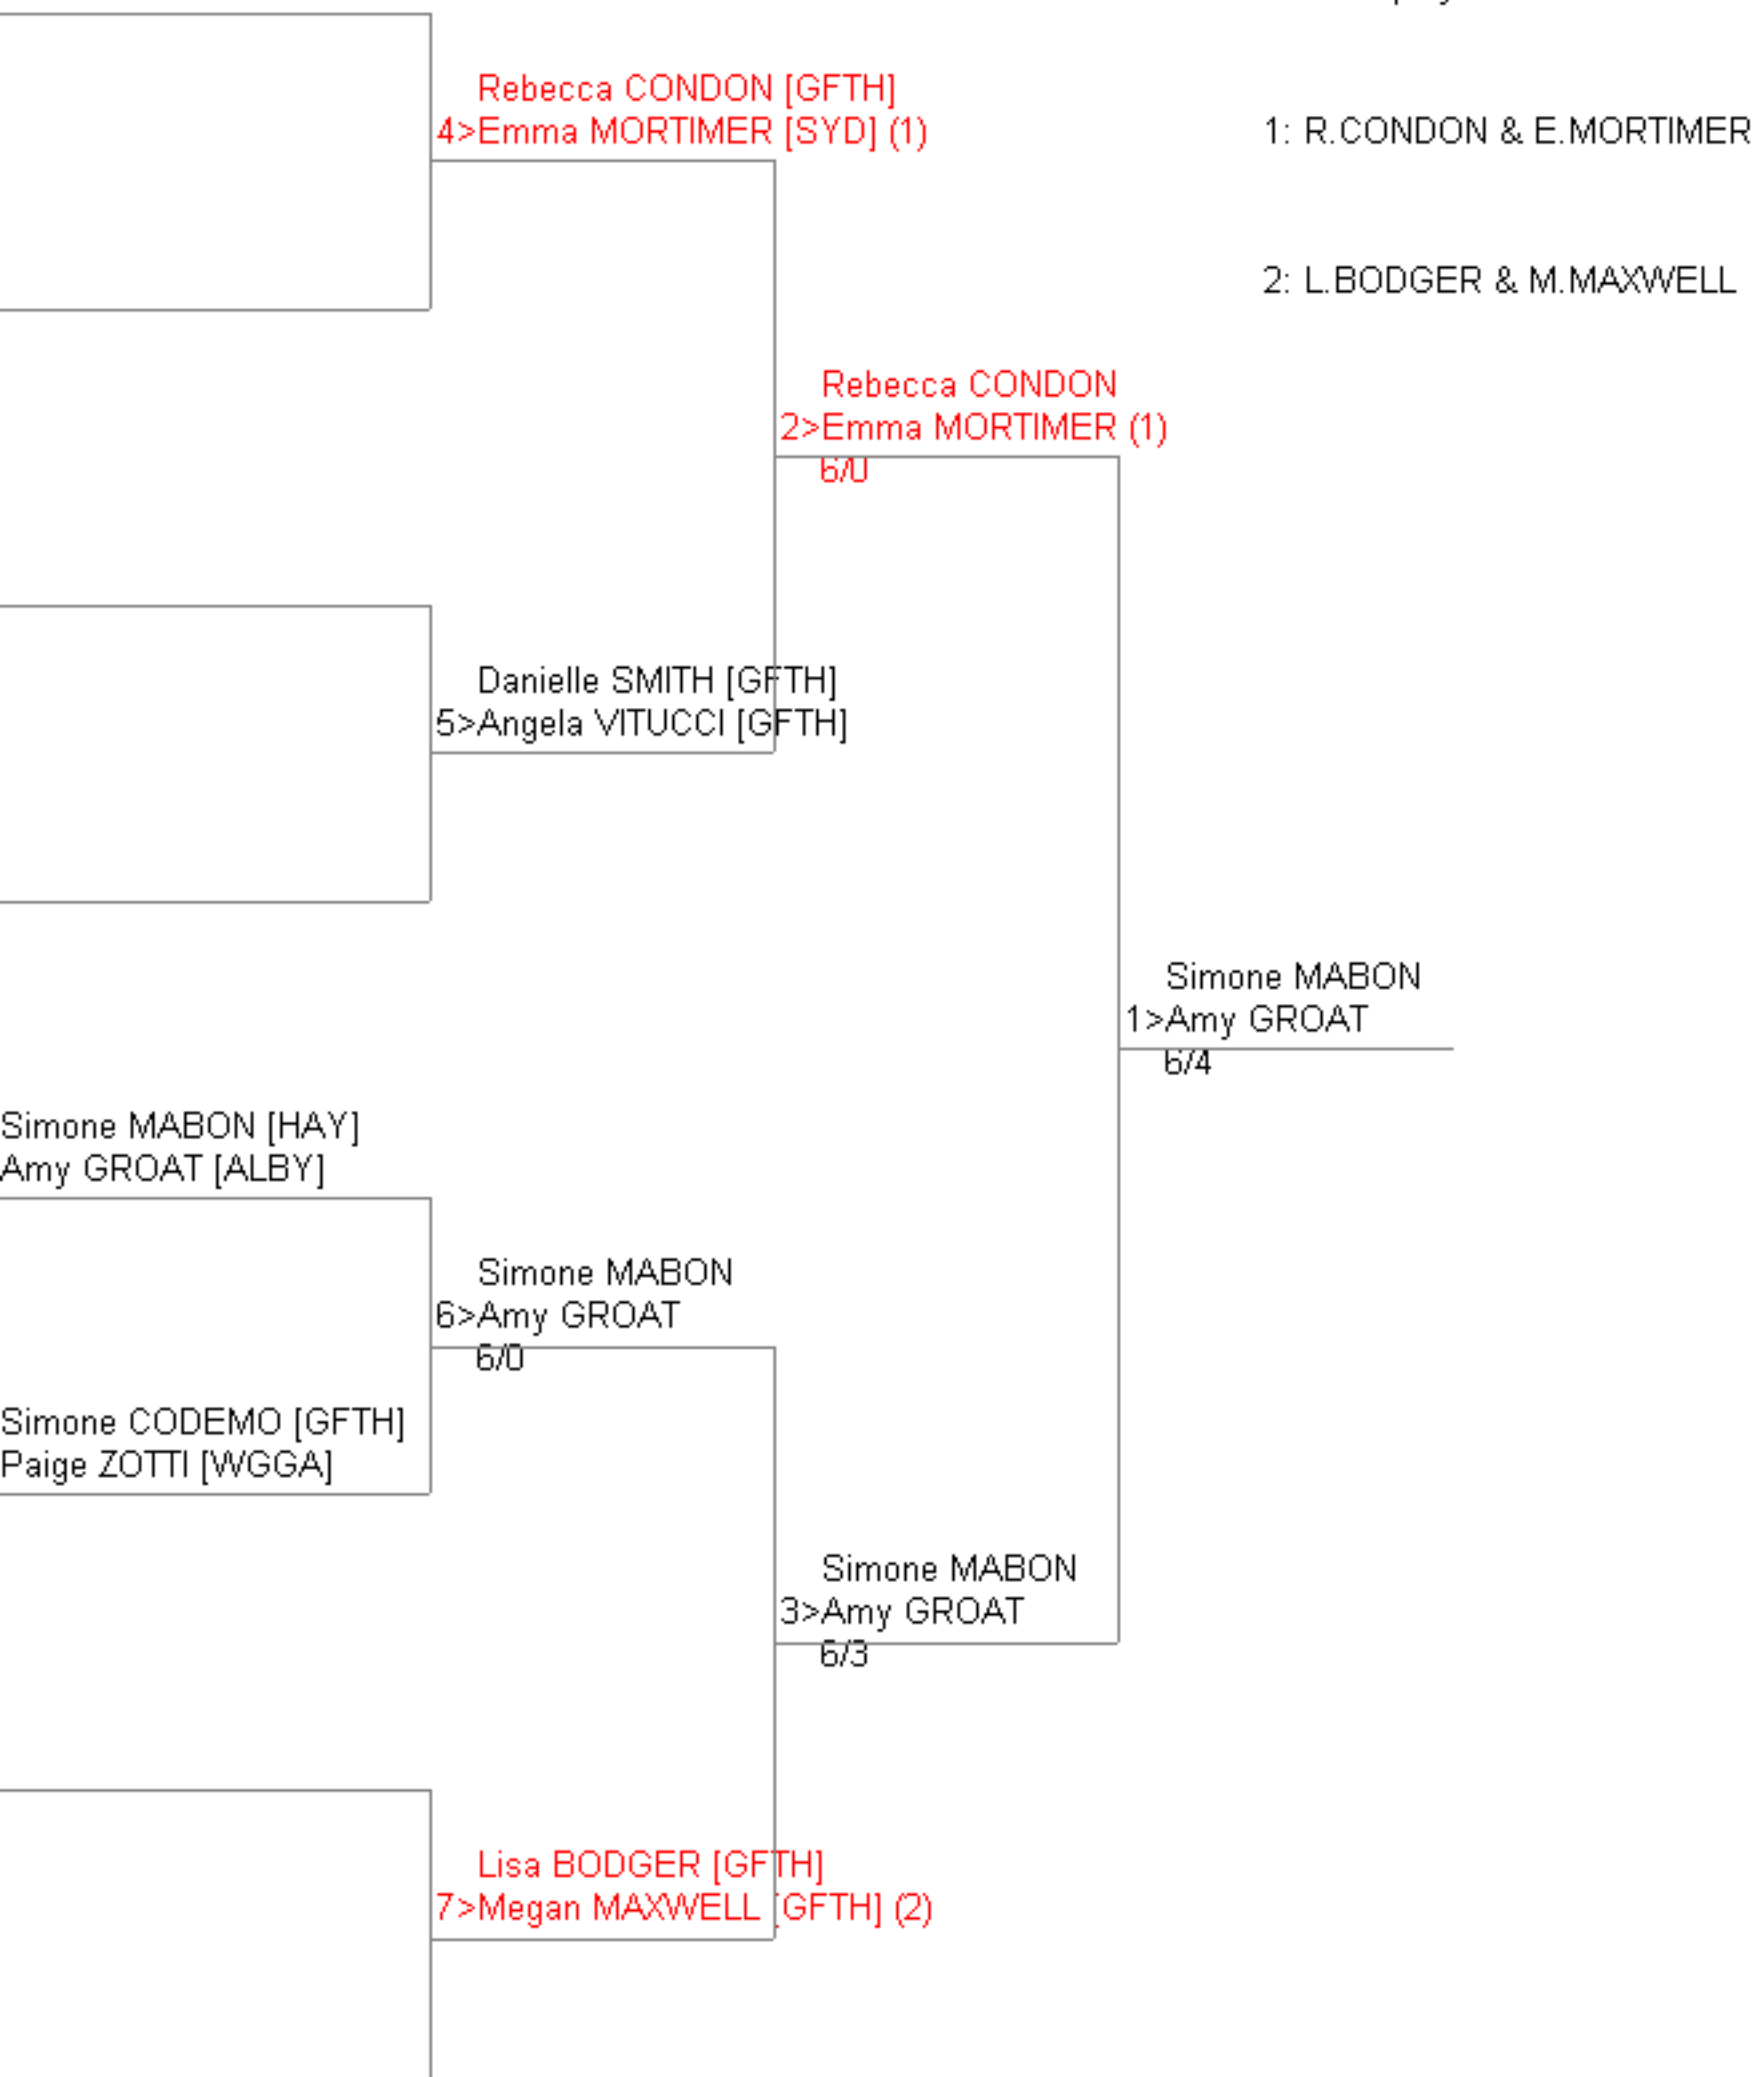 Rebecca CONDON [GFTH]
4>Emma MORTIMER [SYD] (1)
1: R.CONDON & E.MORTIMER
2: L.BODGER & M.MAXWELL
Rebecca CONDON
2>Emma MORTIMER (1)
6/0
Danielle SMITH [GFTH]
5>Angela VITUCCI [GFTH]
Simone MABON
1>Amy GROAT
6/4
Simone MABON [HAY]
Amy GROAT [ALBY]
Simone MABON
6>Amy GROAT
6/0
Simone CODEMO [GFTH]
Paige ZOTTI [WGGA]
Simone MABON
3>Amy GROAT
6/3
Lisa BODGER [GFTH]
7>Megan MAXWELL [GFTH] (2)